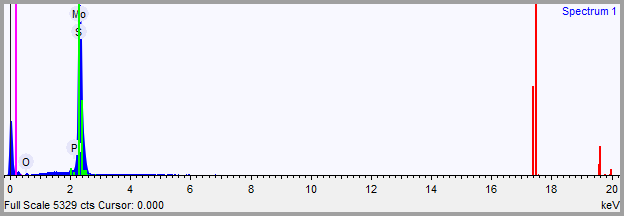 Spectrum 1
Mo
S
P
O
0 2 4 6 8 10 12 14 16 18 20
Full Scale 5329 cts Cursor: 0.000 keV